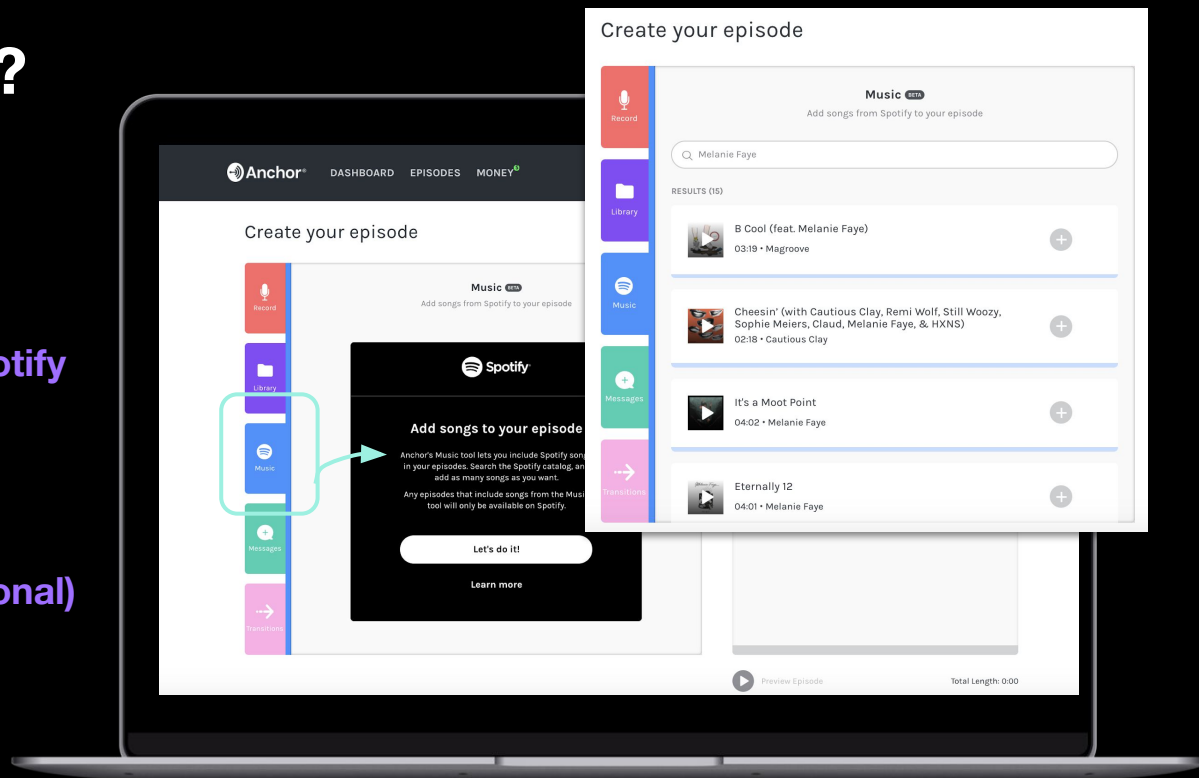 ?
otify
onal)
Anchor
DASHBOARD
EPISODES
MONEY
Create your episode
Record
Library
Music
Messages
Transitions
Music BETA
Add songs from Spotify to your episode
Spotify
Add songs to your episode
Anchor's Music tool lets you include Spotify song
in your episodes. Search the Spotify catalog, an
add as many songs as you want.
Any episodes that include songs from the Musi
tool will only be available on Spotify.
Let's do it!
Learn more
Preview Episode
Total Length: 0:00
Create your episode
Record
Library
Music
Messages
Transitions
Music BETA
Add songs from Spotify to your episode
Melanie Faye
RESULTS (15)
B Cool (feat. Melanie Faye)
03:19 • Magroove
Cheesin' (with Cautious Clay, Remi Wolf, Still Woozy,
Sophie Meiers, Claud, Melanie Faye, & HXNS)
02:18 • Cautious Clay
It's a Moot Point
04:02 • Melanie Faye
Eternally 12
04:01 • Melanie Faye